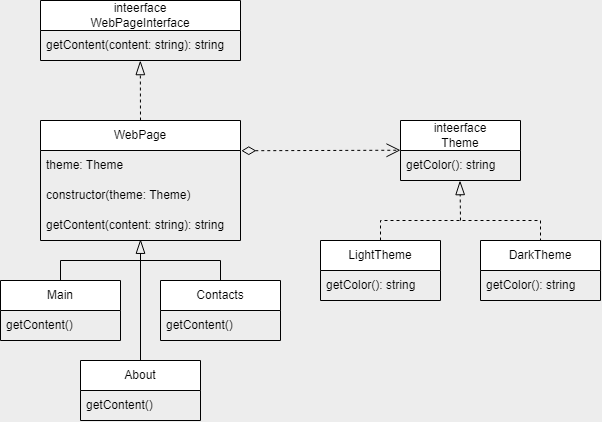 inteerface
WebPageInterface
getContent(content: string): string
WebPage
theme: Theme
constructor(theme: Theme)
getContent(content: string): string
inteerface
Theme
getColor(): string
LightTheme
getColor(): string
DarkTheme
getColor(): string
Main
getContent()
Contacts
getContent()
About
getContent()